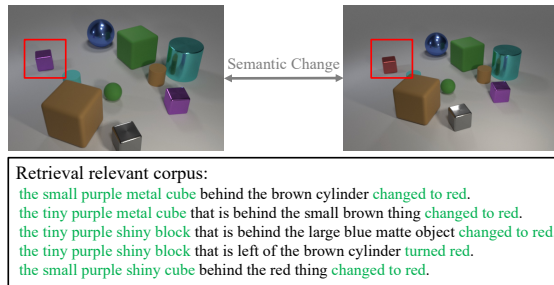 Semantic Change
Retrieval relevant corpus:
the small purple metal cube behind the brown cylinder changed to red.
the tiny purple metal cube that is behind the small brown thing changed to red.
the tiny purple shiny block that is behind the large blue matte object changed to red
the tiny purple shiny block that is left of the brown cylinder turned red.
the small purple shiny cube behind the red thing changed to red.